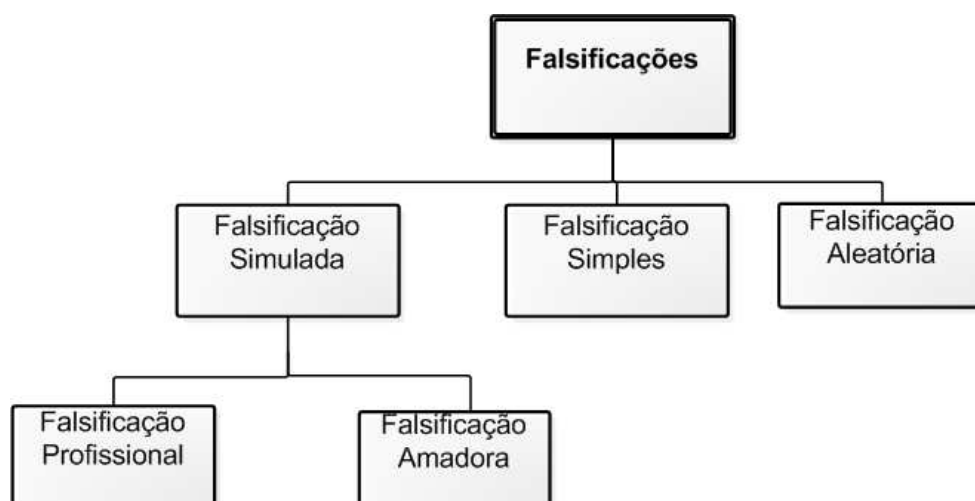 Falsificações
Falsificação
Simulada
Falsificação
Simples
Falsificação
Aleatória
Falsificação
Profissional
Falsificação
Amadora